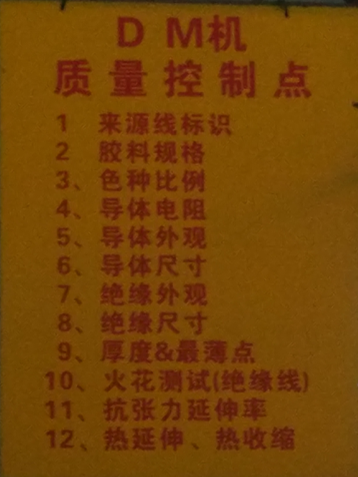 D M机
质量控制点
1 来源线标识
2 胶料规格
3、色种比例
4、导体电阻
5、导体外观
6、导体尺寸
7、绝缘外观
8、绝缘尺寸
9、厚度&最薄点
10、火花测试(绝缘线)
11、抗张力延伸率
12、热延伸、热收缩